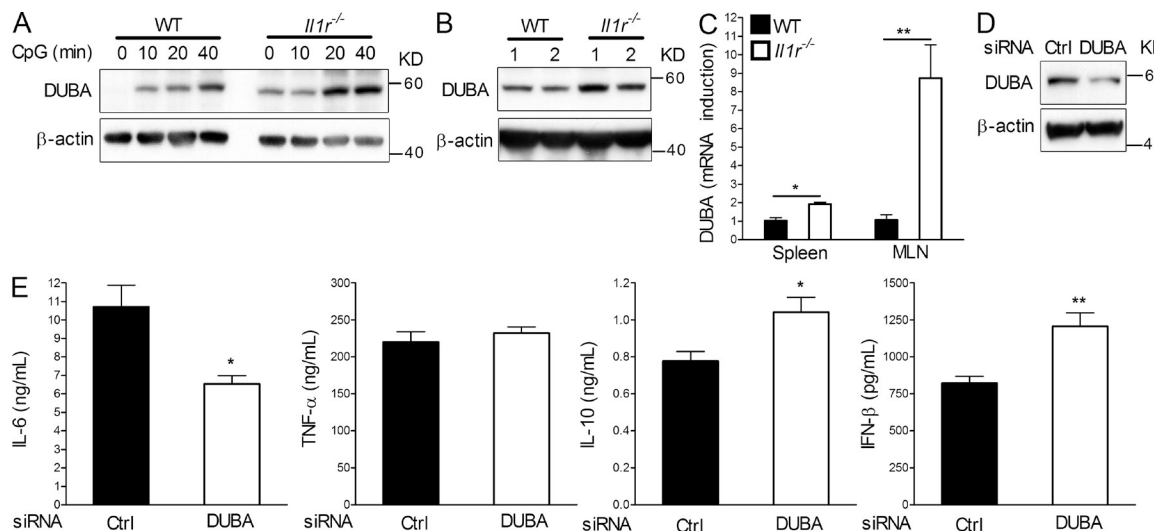 A
WT Il1r-/-
CpG (min) 0 10 20 40 0 10 20 40 KD
DUBA 60
β-actin 40
B
WT Il1r-/-
1 2 1 2 KD
DUBA 60
β-actin 40
C
WT
Il1r-/-
DUBA (mRNA induction)
12
11
10
9
8
7
6
5
4
3
2
1
0
* **
Spleen MLN
D
siRNA Ctrl DUBA
DUBA 6
β-actin 4
E
IL-6 (ng/mL)
12
11
10
9
8
7
6
5
4
3
2
1
0
*
siRNA Ctrl DUBA
TNF-α (ng/mL)
300
250
200
150
100
50
0
siRNA Ctrl DUBA
IL-10 (ng/mL)
1.2
1.0
0.8
0.6
0.4
0.2
0.0
*
siRNA Ctrl DUBA
IFN-β (pg/mL)
1500
1250
1000
750
500
250
0
**
siRNA Ctrl DUBA